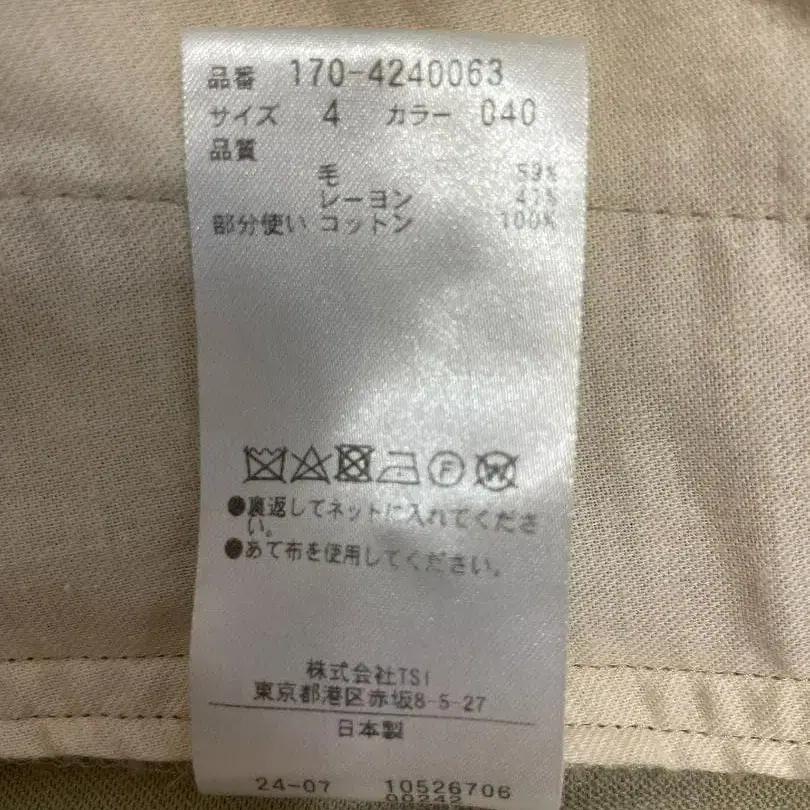 品番 170-4240063
サイズ 4 カラー 040
品質
毛 59%
レーヨン 41%
部分使い コットン 100%
●裏返してネットに入れてくださ
い。
●あて布を使用してください。
株式会社TSI
東京都港区赤坂8-5-27
日本製
24-07 10526706
00242